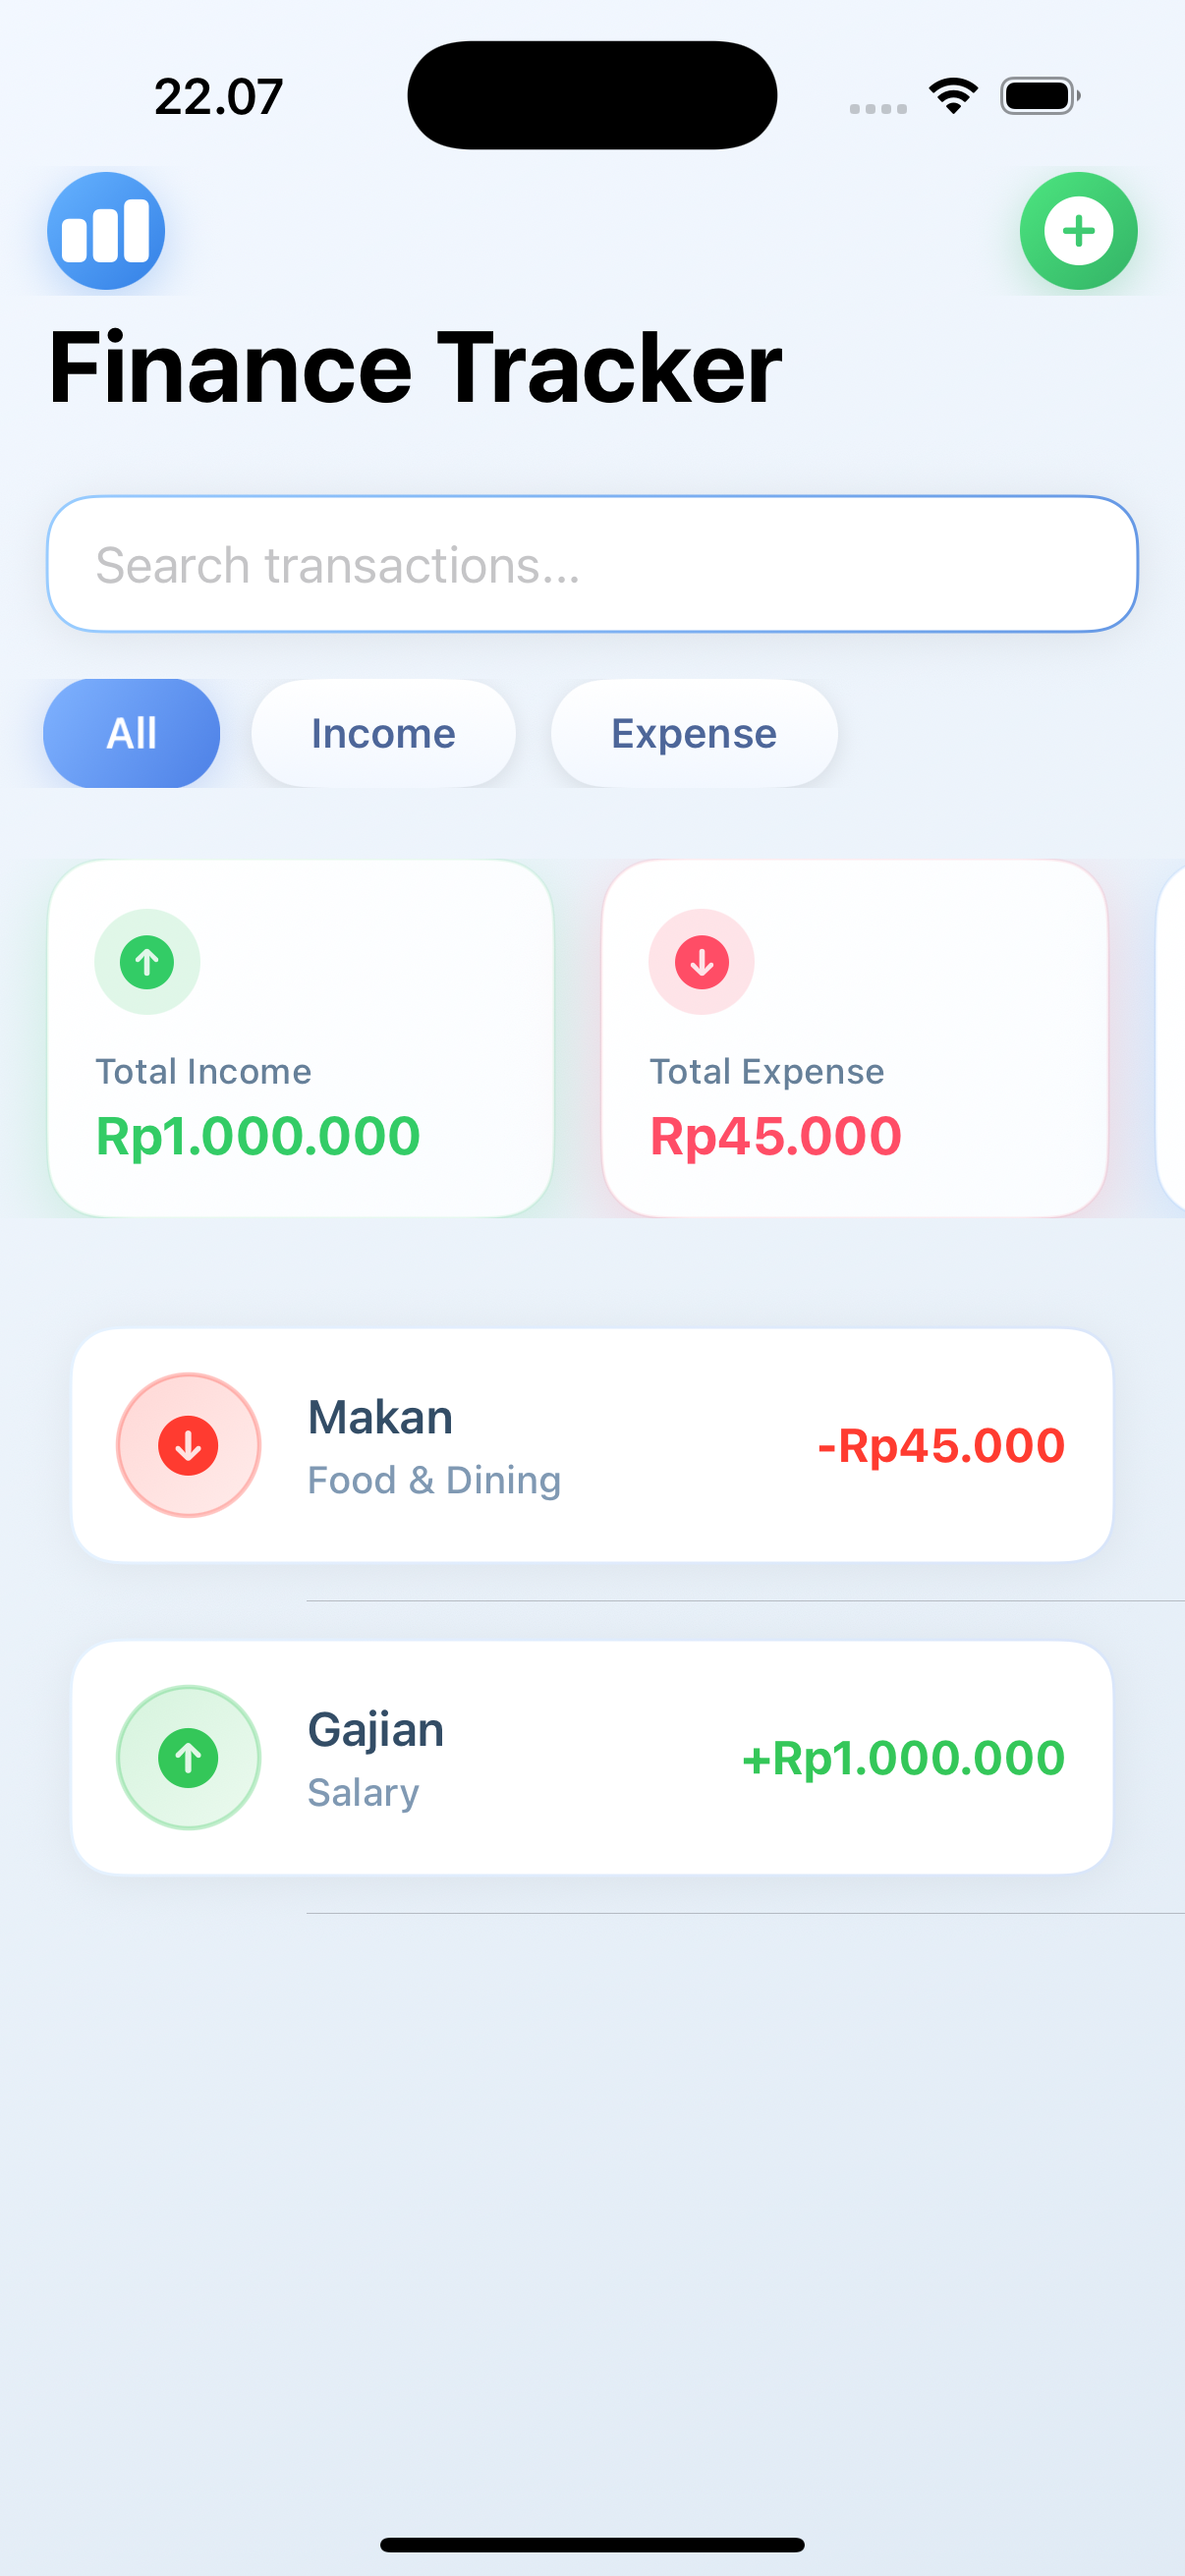 22.07
Finance Tracker
Search transactions...
All
Income
Expense
Total Income
Rp1.000.000
Total Expense
Rp45.000
Makan
Food & Dining
-Rp45.000
Gajian
Salary
+Rp1.000.000